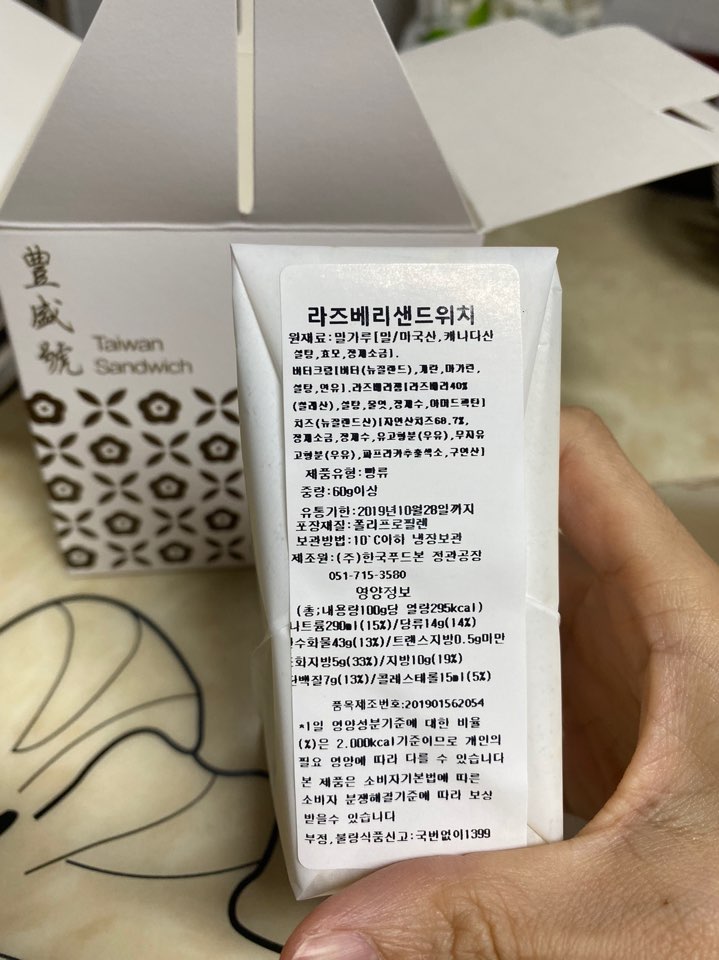 豊盛號
Taiwan
Sandwich
라즈베리샌드위치
원재료:밀가루[밀/미국산,캐나다산
설탕,효모,정제소금].
버터크림[버터(뉴질랜드),계란,마가린,
설탕,연유].라즈베리잼[라즈베리40%
(칠레산),설탕,물엿,정제수,아미드펙틴]
치즈(뉴질랜드산)[자연산치즈68.7%,
정제소금,정제수,유고형분(우유),무지유
고형분(우유),파프리카추출색소,구연산]
제품유형:빵류
중량:60g이상
유통기한:2019년10월28일까지
포장재질:폴리프로필렌
보관방법:10˚C이하 냉장보관
제조원:(주)한국푸드본 정관공장
051-715-3580
영양정보
(총;내용량100g당 열량295kcal)
나트륨290ml(15%)/당류14g(14%)
수화물43g(13%)/트랜스지방0.5g미만
화지방5g(33%)/지방10g(19%)
단백질7g(13%)/콜레스테롤15ml(5%)
품목제조번호:201901562054
*1일 영양성분기준에 대한 비율
(%)은 2.000kcal기준이므로 개인의
필요 영양에 따라 다를 수 있습니다
본 제품은 소비자기본법에 따른
소비자 분쟁해결기준에 따라 보상
받을수 있습니다
부정,불량식품신고:국번없이1399